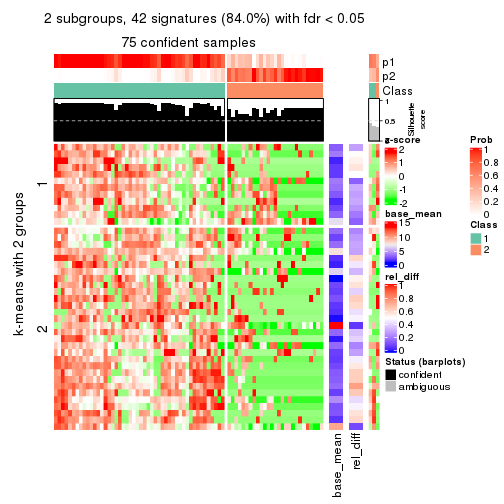 2 subgroups, 42 signatures (84.0%) with fdr < 0.05
75 confident samples
p1
p2
Class
1
0.5
0
Silhouette
score
k-means with 2 groups
1
2
base_mean
rel_diff
z-score
2
1
0
-1
-2
base_mean
15
10
5
0
rel_diff
1
0.8
0.6
0.4
0.2
0
Status (barplots)
confident
ambiguous
Prob
1
0.8
0.6
0.4
0.2
0
Class
1
2